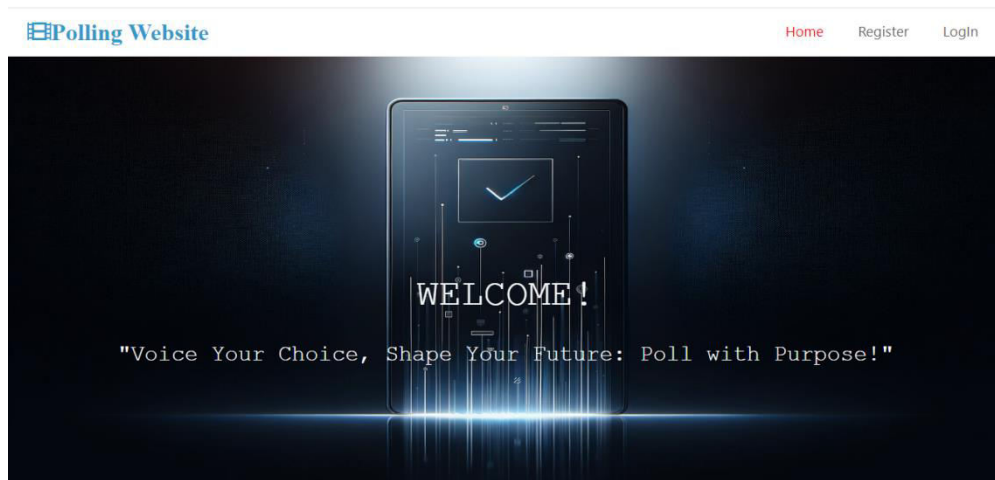 Polling Website
Home Register LogIn
WELCOME!
"Voice Your Choice, Shape Your Future: Poll with Purpose!"